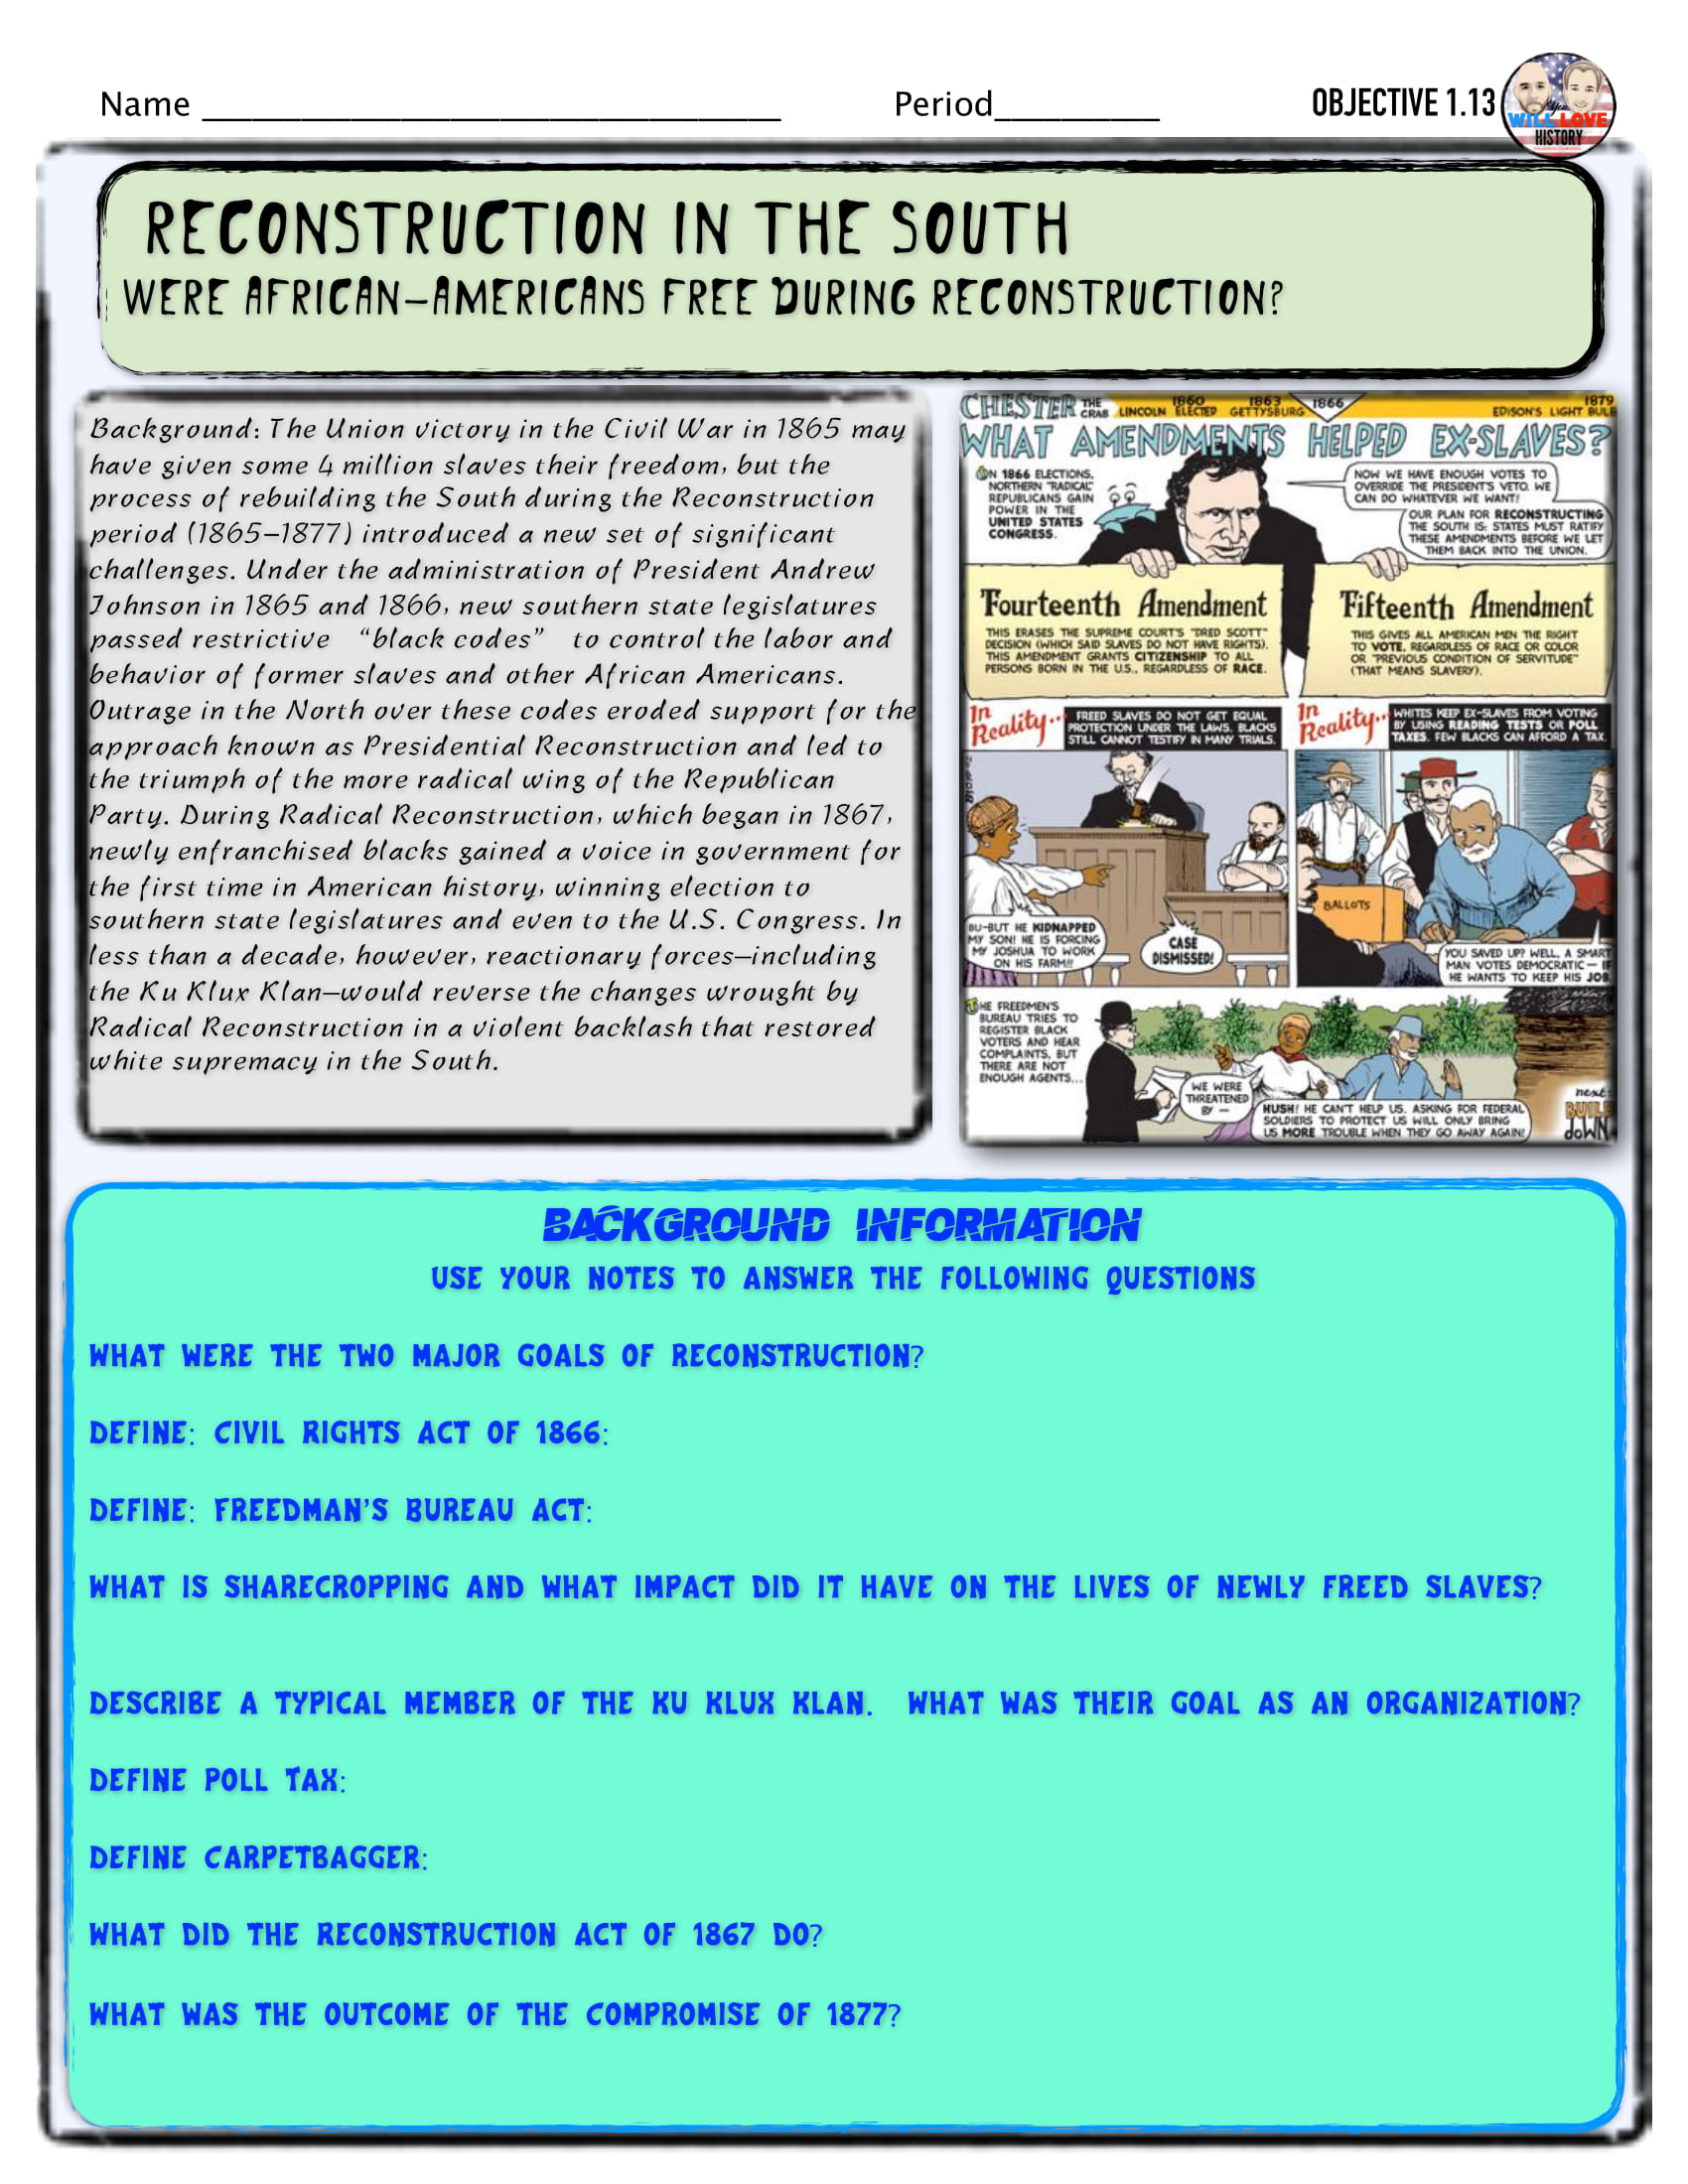 Name ___________________________________ Period__________ OBJECTIVE 1.13
You
WILL LOVE
HISTORY
RECONSTRUCTION IN THE SOUTH
WERE AFRICAN-AMERICANS FREE DURING RECONSTRUCTION?
Background: The Union victory in the Civil War in 1865 may
have given some 4 million slaves their freedom, but the
process of rebuilding the South during the Reconstruction
period (1865–1877) introduced a new set of significant
challenges. Under the administration of President Andrew
Johnson in 1865 and 1866, new southern state legislatures
passed restrictive “black codes” to control the labor and
behavior of former slaves and other African Americans.
Outrage in the North over these codes eroded support for the
approach known as Presidential Reconstruction and led to
the triumph of the more radical wing of the Republican
Party. During Radical Reconstruction, which began in 1867,
newly enfranchised blacks gained a voice in government for
the first time in American history, winning election to
southern state legislatures and even to the U.S. Congress. In
less than a decade, however, reactionary forces–including
the Ku Klux Klan–would reverse the changes wrought by
Radical Reconstruction in a violent backlash that restored
white supremacy in the South.
CHESTER THE CRAB
1860
LINCOLN ELECTED
1863
GETTYSBURG
1866
1879
EDISON'S LIGHT BULB
WHAT AMENDMENTS HELPED EX-SLAVES?
IN 1866 ELECTIONS,
NORTHERN "RADICAL"
REPUBLICANS GAIN
POWER IN THE
UNITED STATES
CONGRESS.
NOW WE HAVE ENOUGH VOTES TO
OVERRIDE THE PRESIDENT'S VETO. WE
CAN DO WHATEVER WE WANT!
OUR PLAN FOR RECONSTRUCTING
THE SOUTH IS: STATES MUST RATIFY
THESE AMENDMENTS BEFORE WE LET
THEM BACK INTO THE UNION.
Fourteenth Amendment
THIS ERASES THE SUPREME COURT'S "DRED SCOTT"
DECISION (WHICH SAID SLAVES DO NOT HAVE RIGHTS).
THIS AMENDMENT GRANTS CITIZENSHIP TO ALL
PERSONS BORN IN THE U.S., REGARDLESS OF RACE.
Fifteenth Amendment
THIS GIVES ALL AMERICAN MEN THE RIGHT
TO VOTE, REGARDLESS OF RACE OR COLOR
OR "PREVIOUS CONDITION OF SERVITUDE"
(THAT MEANS SLAVERY).
In
Reality...
FREED SLAVES DO NOT GET EQUAL
PROTECTION UNDER THE LAWS. BLACKS
STILL CANNOT TESTIFY IN MANY TRIALS.
In
Reality...
WHITES KEEP EX-SLAVES FROM VOTING
BY USING READING TESTS OR POLL
TAXES. FEW BLACKS CAN AFFORD A TAX.
BU-BUT HE KIDNAPPED
MY SON! HE IS FORCING
MY JOSHUA TO WORK
ON HIS FARM!!
CASE
DISMISSED!
BALLOTS
YOU SAVED UP? WELL, A SMART
MAN VOTES DEMOCRATIC — IF
HE WANTS TO KEEP HIS JOB.
THE FREEDMEN'S
BUREAU TRIES TO
REGISTER BLACK
VOTERS AND HEAR
COMPLAINTS, BUT
THERE ARE NOT
ENOUGH AGENTS...
WE WERE
THREATENED
BY —
HUSH! HE CAN'T HELP US. ASKING FOR FEDERAL
SOLDIERS TO PROTECT US WILL ONLY BRING
US MORE TROUBLE WHEN THEY GO AWAY AGAIN!
next:
BUIL
doWN
BACKGROUND INFORMATION
USE YOUR NOTES TO ANSWER THE FOLLOWING QUESTIONS
WHAT WERE THE TWO MAJOR GOALS OF RECONSTRUCTION?
DEFINE: CIVIL RIGHTS ACT OF 1866:
DEFINE: FREEDMAN'S BUREAU ACT:
WHAT IS SHARECROPPING AND WHAT IMPACT DID IT HAVE ON THE LIVES OF NEWLY FREED SLAVES?
DESCRIBE A TYPICAL MEMBER OF THE KU KLUX KLAN. WHAT WAS THEIR GOAL AS AN ORGANIZATION?
DEFINE POLL TAX:
DEFINE CARPETBAGGER:
WHAT DID THE RECONSTRUCTION ACT OF 1867 DO?
WHAT WAS THE OUTCOME OF THE COMPROMISE OF 1877?